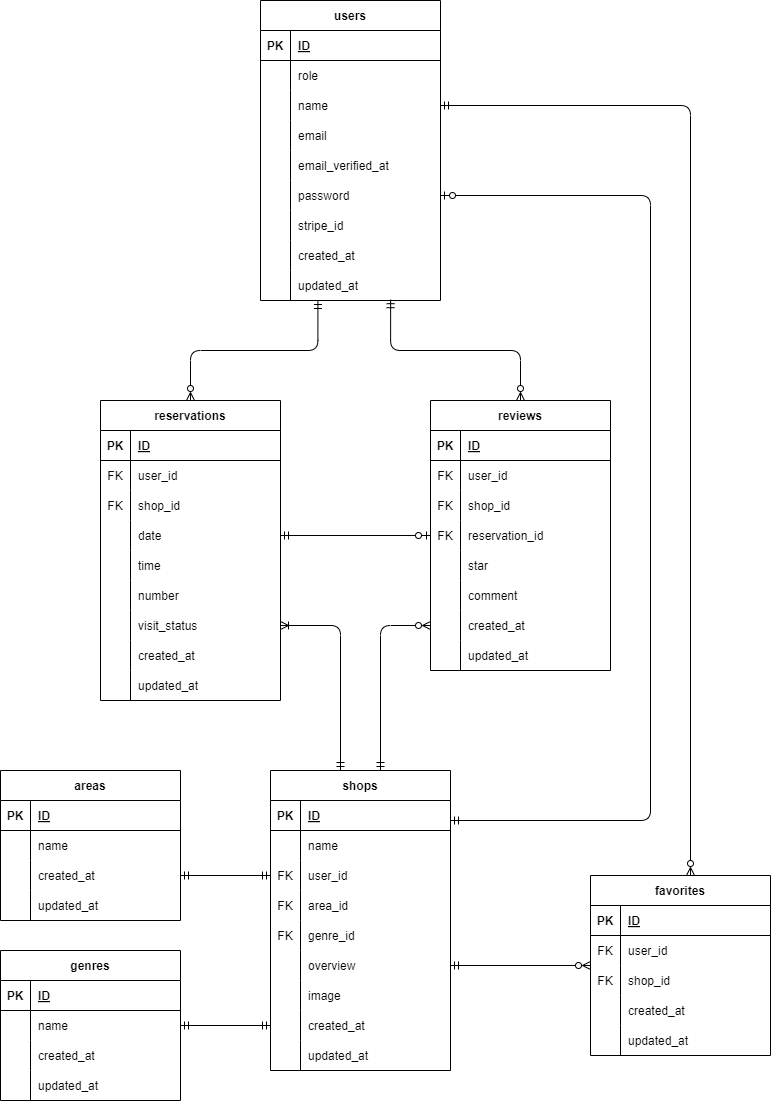 users
PK ID
role
name
email
email_verified_at
password
stripe_id
created_at
updated_at
reservations
PK ID
FK user_id
FK shop_id
date
time
number
visit_status
created_at
updated_at
reviews
PK ID
FK user_id
FK shop_id
FK reservation_id
star
comment
created_at
updated_at
areas
PK ID
name
created_at
updated_at
genres
PK ID
name
created_at
updated_at
shops
PK ID
name
FK user_id
FK area_id
FK genre_id
overview
image
created_at
updated_at
favorites
PK ID
FK user_id
FK shop_id
created_at
updated_at